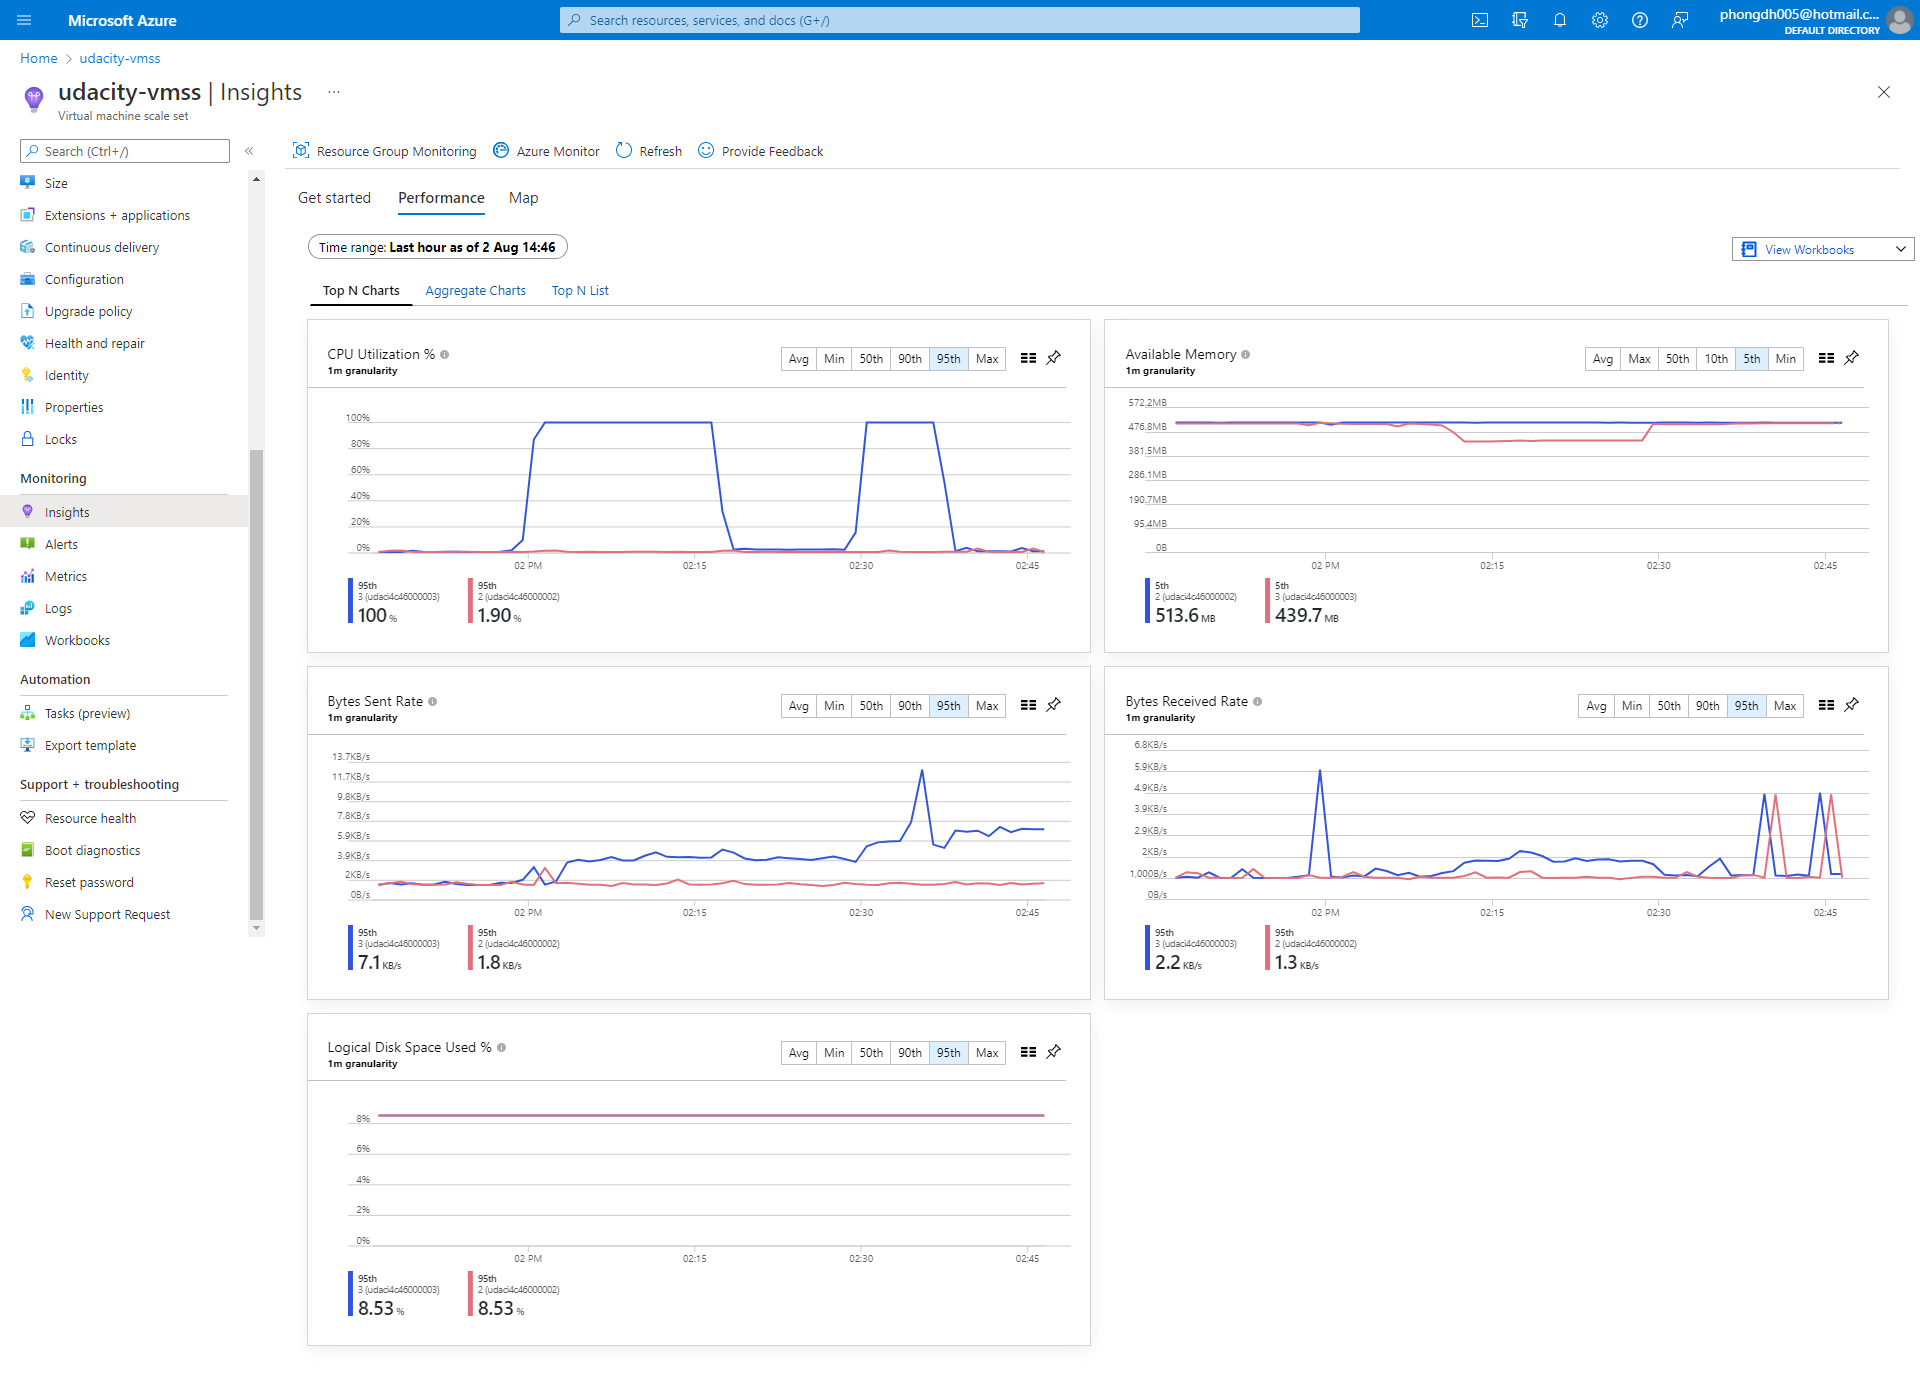 Microsoft Azure
Search resources, services, and docs (G+/)
phongdh005@hotmail.c...
DEFAULT DIRECTORY
Home > udacity-vmss
udacity-vmss | Insights ...
Virtual machine scale set
Search (Ctrl+/)
«
Size
Extensions + applications
Continuous delivery
Configuration
Upgrade policy
Health and repair
Identity
Properties
Locks
Monitoring
Insights
Alerts
Metrics
Logs
Workbooks
Automation
Tasks (preview)
Export template
Support + troubleshooting
Resource health
Boot diagnostics
Reset password
New Support Request
Resource Group Monitoring Azure Monitor Refresh Provide Feedback
Get started Performance Map
Time range: Last hour as of 2 Aug 14:46
View Workbooks
Top N Charts Aggregate Charts Top N List
CPU Utilization %
1m granularity
Avg Min 50th 90th 95th Max
100%
80%
60%
40%
20%
0%
02 PM 02:15 02:30 02:45
95th
3 (udaci4c46000003)
100 %
95th
2 (udaci4c46000002)
1.90 %
Available Memory
1m granularity
Avg Max 50th 10th 5th Min
572.2MB
476.8MB
381.5MB
286.1MB
190.7MB
95.4MB
0B
02 PM 02:15 02:30 02:45
5th
2 (udaci4c46000002)
513.6 MB
5th
3 (udaci4c46000003)
439.7 MB
Bytes Sent Rate
1m granularity
Avg Min 50th 90th 95th Max
13.7KB/s
11.7KB/s
9.8KB/s
7.8KB/s
5.9KB/s
3.9KB/s
2KB/s
0B/s
02 PM 02:15 02:30 02:45
95th
3 (udaci4c46000003)
7.1 KB/s
95th
2 (udaci4c46000002)
1.8 KB/s
Bytes Received Rate
1m granularity
Avg Min 50th 90th 95th Max
6.8KB/s
5.9KB/s
4.9KB/s
3.9KB/s
2.9KB/s
2KB/s
1,000B/s
0B/s
02 PM 02:15 02:30 02:45
95th
3 (udaci4c46000003)
2.2 KB/s
95th
2 (udaci4c46000002)
1.3 KB/s
Logical Disk Space Used %
1m granularity
Avg Min 50th 90th 95th Max
8%
6%
4%
2%
0%
02 PM 02:15 02:30 02:45
95th
3 (udaci4c46000003)
8.53 %
95th
2 (udaci4c46000002)
8.53 %